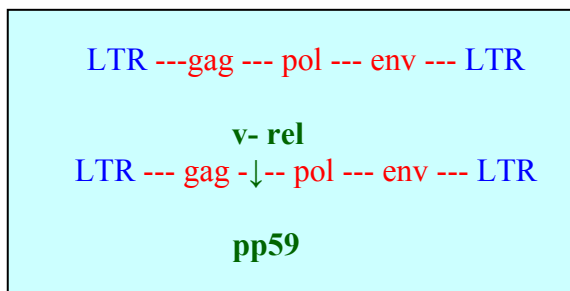 LTR ---gag --- pol --- env --- LTR
v- rel
LTR --- gag -↓-- pol --- env --- LTR
pp59